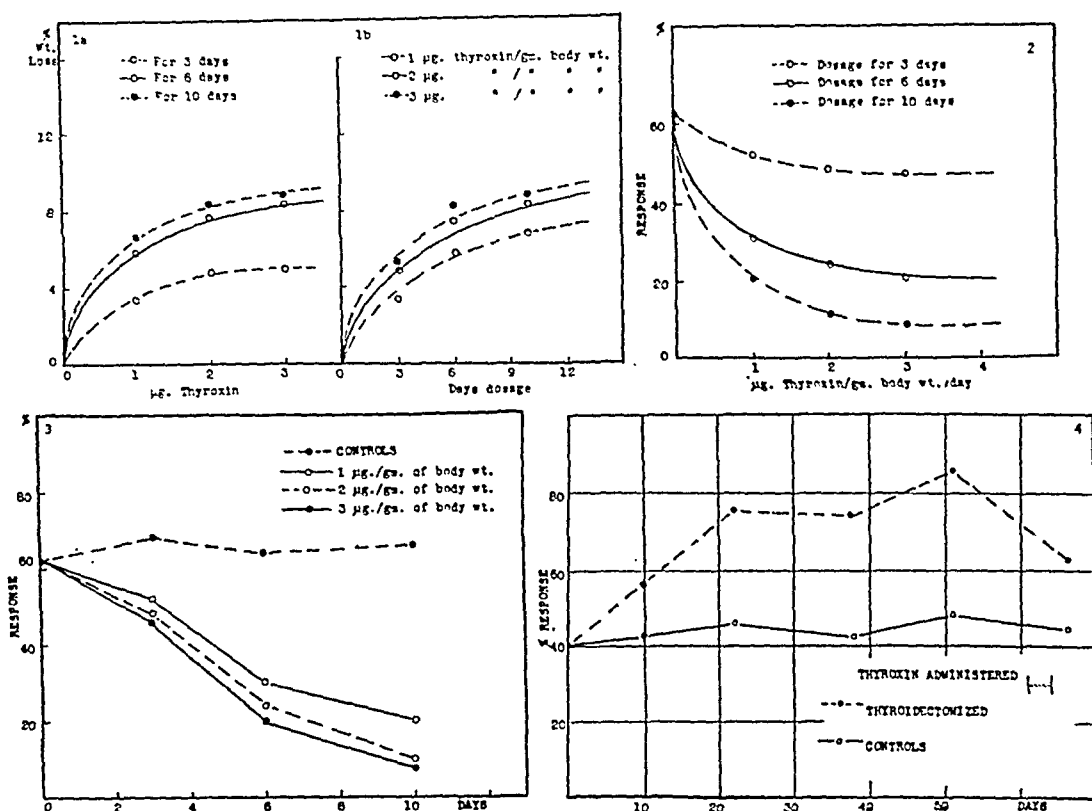 %
Wt.
Loss
1a
For 3 days
For 6 days
For 10 days
16
12
8
4
0
0 1 2 3
µg. Thyroxin
1b
1 µg. thyroxin/gm. body wt.
2 µg. " /" " "
3 µg. " /" " "
0 3 6 9 12
Days dosage
%
2
Dosage for 3 days
Dosage for 6 days
Dosage for 10 days
60
40
20
0
RESPONSE
1 2 3 4
µg. Thyroxin/gm. body wt./day
%
3
CONTROLS
1 µg./gm. of body wt.
2 µg./gm. of body wt.
3 µg./gm. of body wt.
80
60
40
20
RESPONSE
0 2 4 6 8 10 DAYS
4
80
60
40
20
% RESPONSE
THYROXIN ADMINISTERED
THYROIDECTOMIZED
CONTROLS
10 20 30 40 50 DAYS